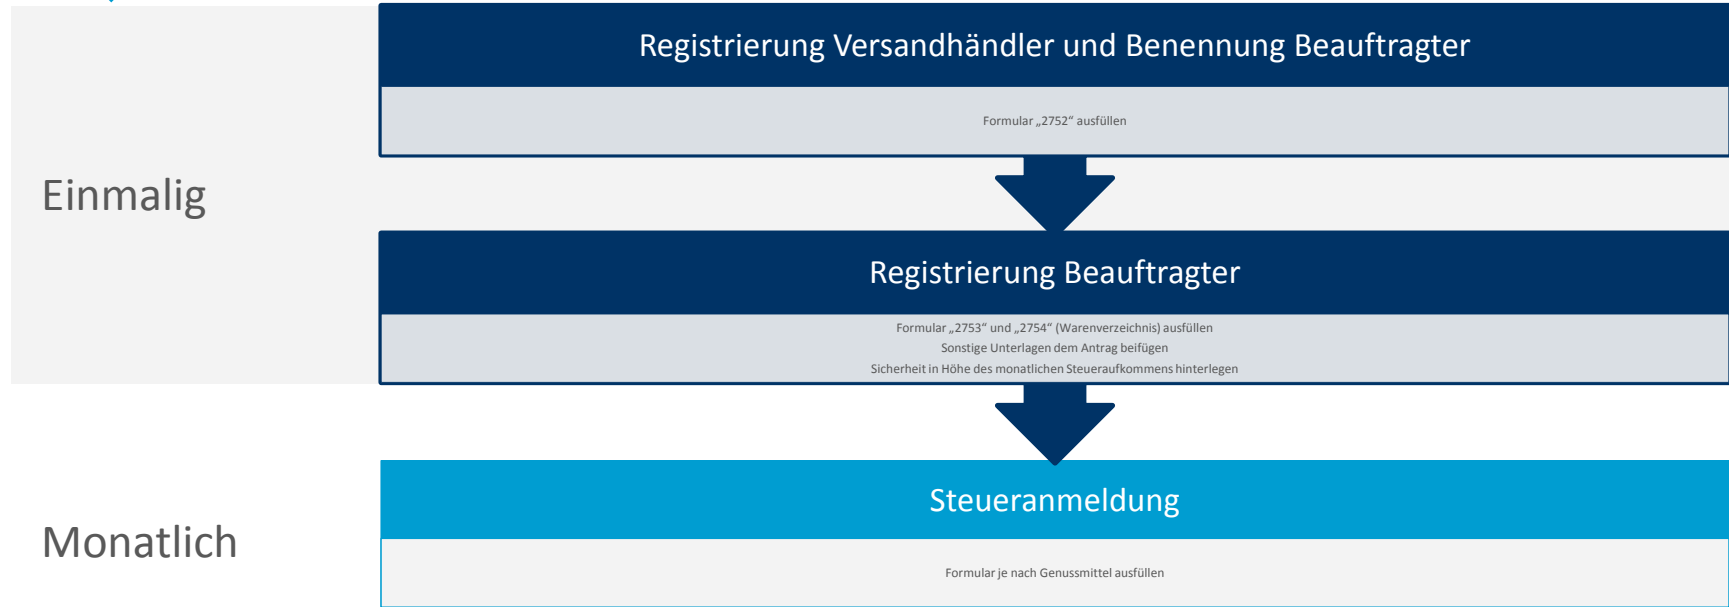 Registrierung Versandhändler und Benennung Beauftragter
Formular „2752“ ausfüllen
Einmalig
Registrierung Beauftragter
Formular „2753“ und „2754“ (Warenverzeichnis) ausfüllen
Sonstige Unterlagen dem Antrag beifügen
Sicherheit in Höhe des monatlichen Steueraufkommens hinterlegen
Steueranmeldung
Monatlich
Formular je nach Genussmittel ausfüllen